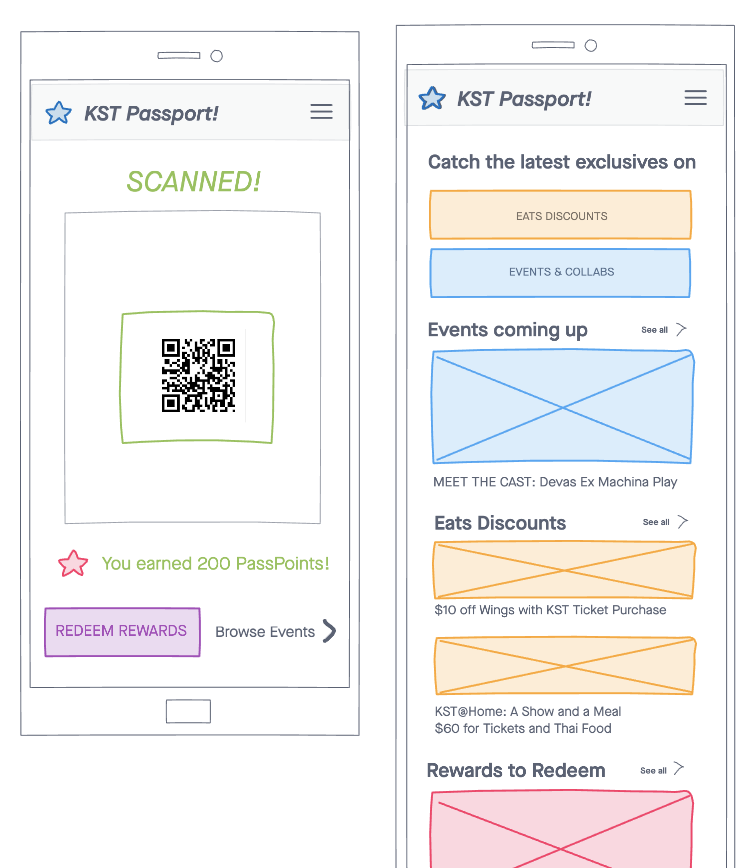 KST Passport!
SCANNED!
You earned 200 PassPoints!
REDEEM REWARDS
Browse Events
KST Passport!
Catch the latest exclusives on
EATS DISCOUNTS
EVENTS & COLLABS
Events coming up
See all
MEET THE CAST: Devas Ex Machina Play
Eats Discounts
See all
$10 off Wings with KST Ticket Purchase
KST@Home: A Show and a Meal
$60 for Tickets and Thai Food
Rewards to Redeem
See all